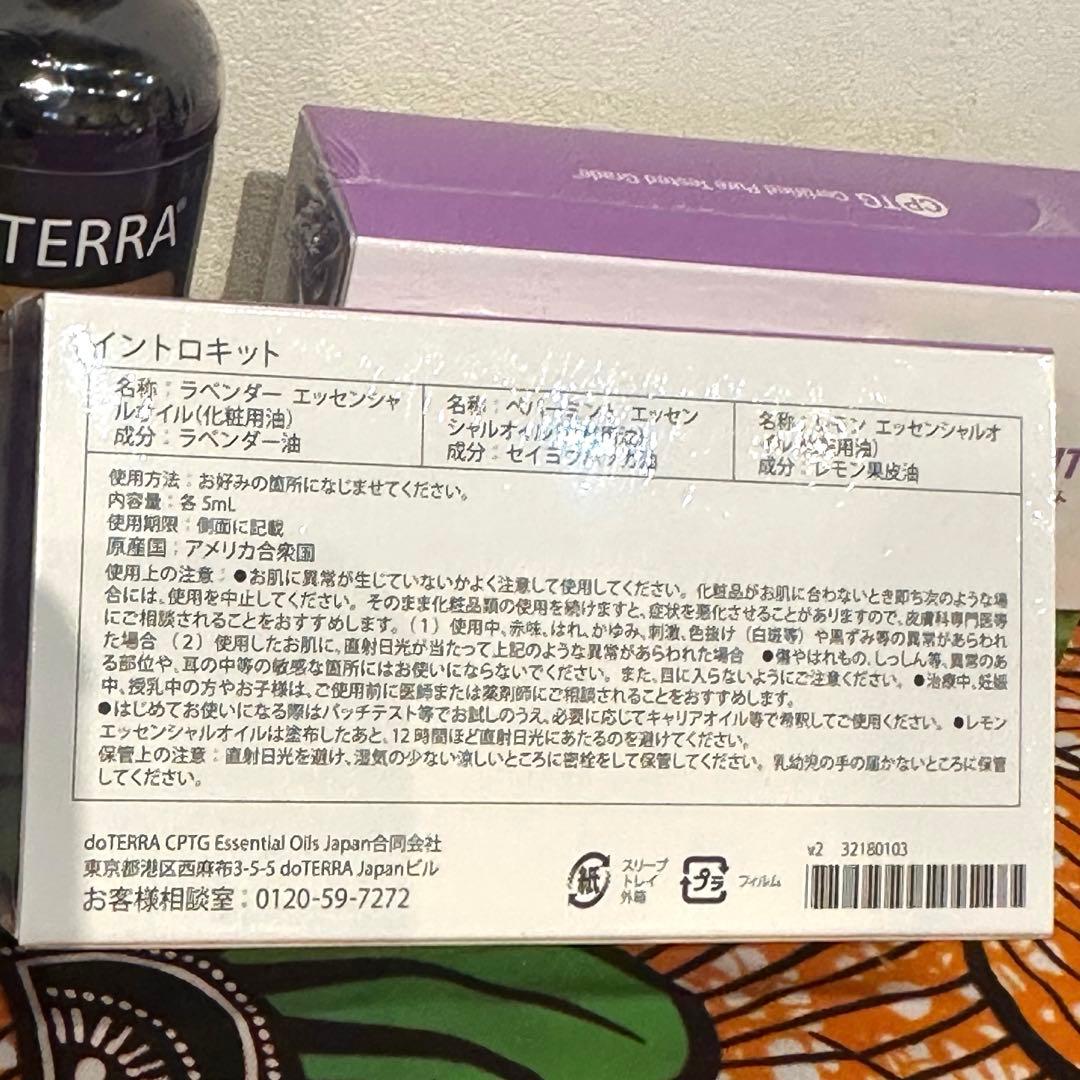 TERRA®
CPTG Certified Pure Tested Grade
イントロキット
名称：ラベンダー エッセンシャ
ルオイル(化粧用油)
成分：ラベンダー油
名称：ペパーミント エッセン
シャルオイル
成分：セイヨウハッカ油
名称：レモン エッセンシャルオ
イル
成分：レモン果皮油
使用方法：お好みの箇所になじませてください。
内容量：各5mL
使用期限：側面に記載
原産国：アメリカ合衆国
使用上の注意：●お肌に異常が生じていないかよく注意して使用してください。化粧品がお肌に合わないとき即ち次のような場
合には、使用を中止してください。そのまま化粧品類の使用を続けますと、症状を悪化させることがありますので、皮膚科専門医等
にご相談されることをおすすめします。（1）使用中、赤味、はれ、かゆみ、刺激、色抜け（白斑等）や黒ずみ等の異常があらわれ
た場合（2）使用したお肌に、直射日光が当たって上記のような異常があらわれた場合 ●傷やはれもの、しっしん等、異常のあ
る部位や、耳の中等の敏感な箇所にはお使いにならないでください。また、目に入らないようにご注意ください。●治療中、妊娠
中、授乳中の方やお子様は、ご使用前に医師または薬剤師にご相談されることをおすすめします。
●はじめてお使いになる際はパッチテスト等でお試しのうえ、必要に応じてキャリアオイル等で希釈してご使用ください。●レモン
エッセンシャルオイルは塗布したあと、12時間ほど直射日光にあたるのを避けてください。
保管上の注意：直射日光を避け、湿気の少ない涼しいところに密栓をして保管してください。乳幼児の手の届かないところに保管
してください。
doTERRA CPTG Essential Oils Japan合同会社
東京都港区西麻布3-5-5 doTERRA Japanビル
お客様相談室：0120-59-7272
紙
スリーブ
トレイ
外箱
プラ
フィルム
v2 32180103